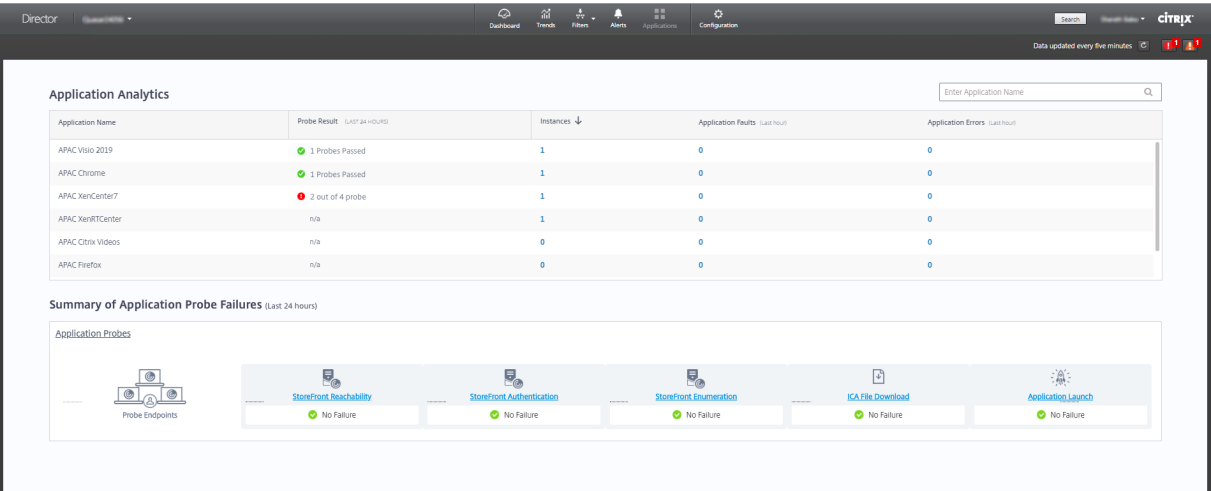 Director
Dashboard Trends Filters Alerts Applications Configuration
Search
CİTRIX
Data updated every five minutes
! 1 ! 1
Application Analytics
Enter Application Name
Application Name Probe Result (LAST 24 HOURS) Instances Application Faults (Last hour) Application Errors (Last hour)
APAC Visio 2019 1 Probes Passed 1 0 0
APAC Chrome 1 Probes Passed 1 0 0
APAC XenCenter7 2 out of 4 probe 1 0 0
APAC XenRTCenter n/a 1 0 0
APAC Citrix Videos n/a 0 0 0
APAC Firefox n/a 0 0 0
Summary of Application Probe Failures (Last 24 hours)
Application Probes
Probe Endpoints
StoreFront Reachability StoreFront Authentication StoreFront Enumeration ICA File Download Application Launch
No Failure No Failure No Failure No Failure No Failure